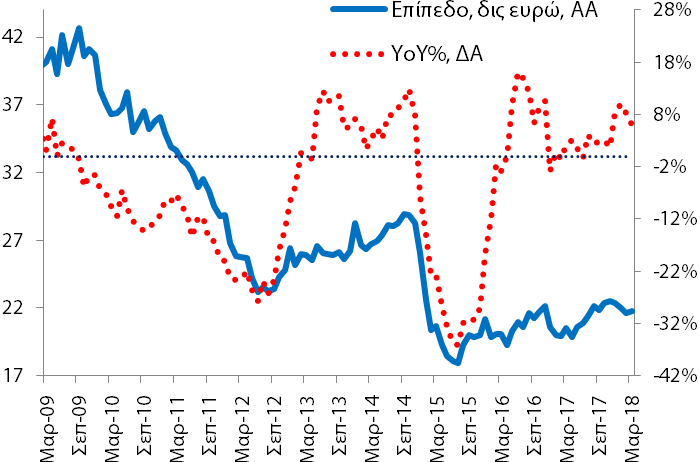 Επίπεδο, δις ευρώ, ΑΑ
YoY%, ΔΑ
42
37
32
27
22
17
28%
18%
8%
-2%
-12%
-22%
-32%
-42%
Μαρ-09
Σεπ-09
Μαρ-10
Σεπ-10
Μαρ-11
Σεπ-11
Μαρ-12
Σεπ-12
Μαρ-13
Σεπ-13
Μαρ-14
Σεπ-14
Μαρ-15
Σεπ-15
Μαρ-16
Σεπ-16
Μαρ-17
Σεπ-17
Μαρ-18